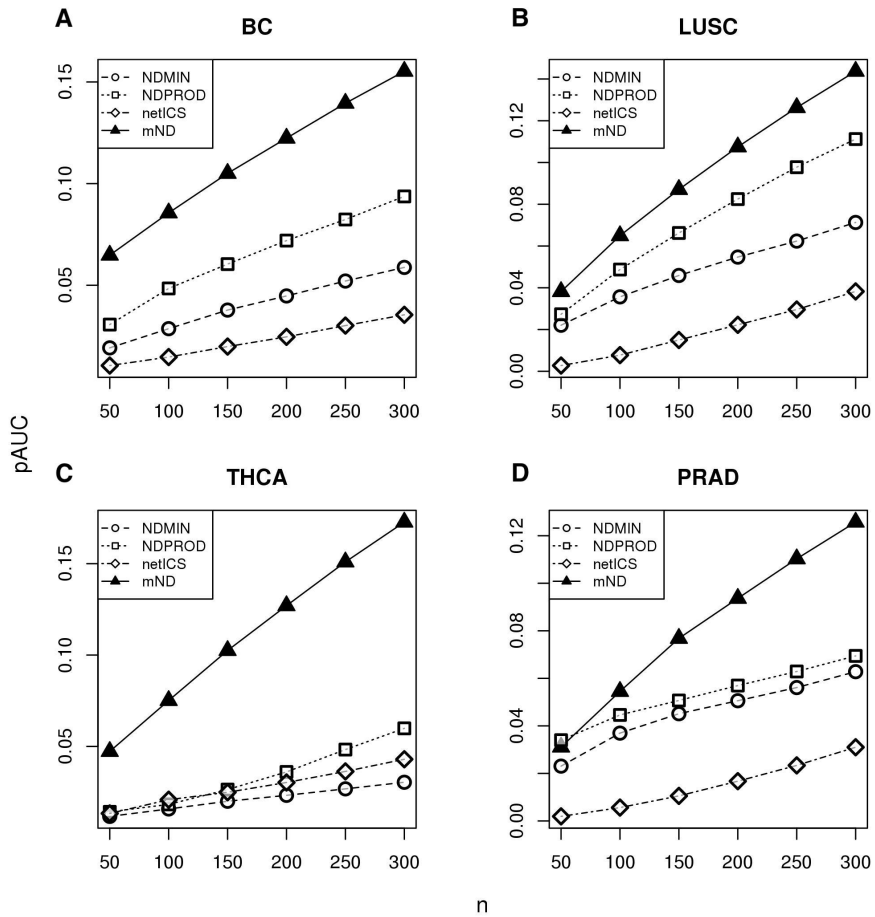 A
BC
NDMIN
NDPROD
netICS
mND
0.15
0.10
0.05
50 100 150 200 250 300
B
LUSC
NDMIN
NDPROD
netICS
mND
0.12
0.08
0.04
0.00
50 100 150 200 250 300
pAUC
C
THCA
NDMIN
NDPROD
netICS
mND
0.15
0.10
0.05
50 100 150 200 250 300
D
PRAD
NDMIN
NDPROD
netICS
mND
0.12
0.08
0.04
0.00
50 100 150 200 250 300
n